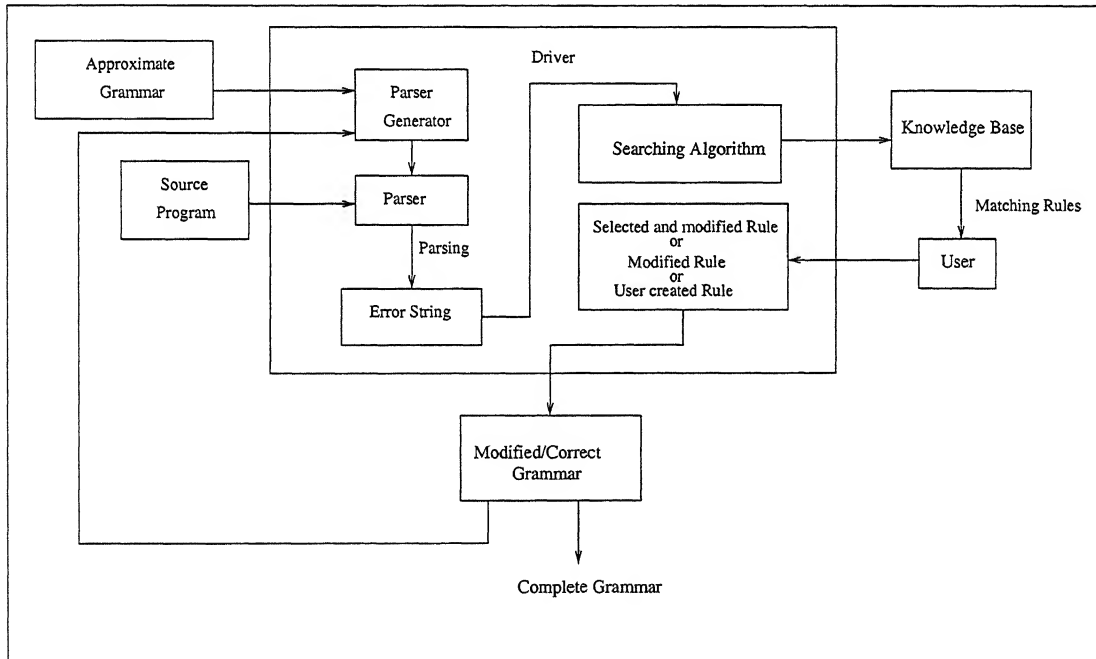 Approximate
Grammar
Driver
Parser
Generator
Searching Algorithm
Knowledge Base
Source
Program
Parser
Matching Rules
Parsing
Selected and modified Rule
or
Modified Rule
or
User created Rule
User
Error String
Modified/Correct
Grammar
Complete Grammar